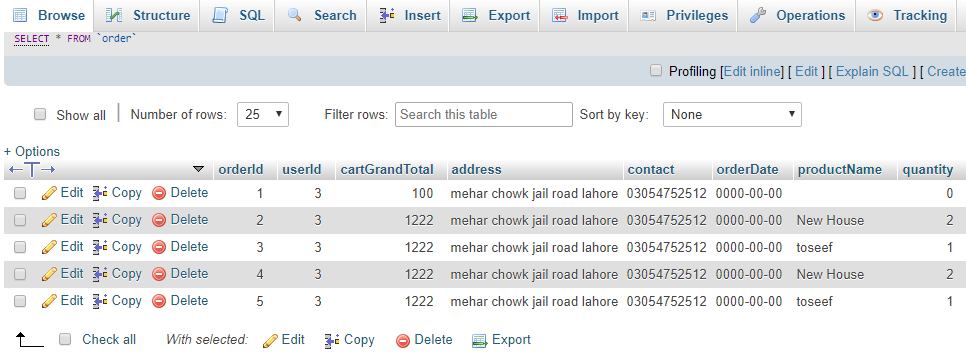 Browse Structure SQL Search Insert Export Import Privileges Operations Tracking
SELECT * FROM `order`
Profiling [Edit inline] [ Edit ] [ Explain SQL ] [ Create
Show all Number of rows: 25 Filter rows: Search this table Sort by key: None
+ Options
orderId userId cartGrandTotal address contact orderDate productName quantity
Edit Copy Delete 1 3 100 mehar chowk jail road lahore 03054752512 0000-00-00 0
Edit Copy Delete 2 3 1222 mehar chowk jail road lahore 03054752512 0000-00-00 New House 2
Edit Copy Delete 3 3 1222 mehar chowk jail road lahore 03054752512 0000-00-00 toseef 1
Edit Copy Delete 4 3 1222 mehar chowk jail road lahore 03054752512 0000-00-00 New House 2
Edit Copy Delete 5 3 1222 mehar chowk jail road lahore 03054752512 0000-00-00 toseef 1
Check all With selected: Edit Copy Delete Export